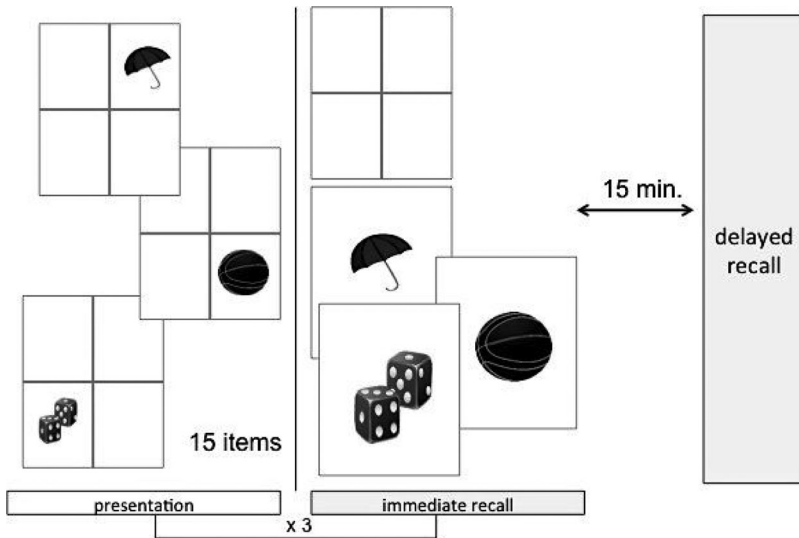 15 min.
delayed
recall
15 items
presentation
immediate recall
x 3